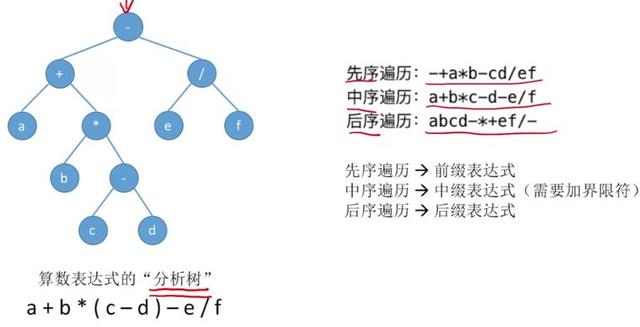 -
+
/
a
*
e
f
b
-
c
d
算数表达式的“分析树”
a+b*(c-d)-e/f
先序遍历：-+a*b-cd/ef
中序遍历：a+b*c-d-e/f
后序遍历：abcd-*+ef/-
先序遍历→前缀表达式
中序遍历→中缀表达式（需要加界限符）
后序遍历→后缀表达式